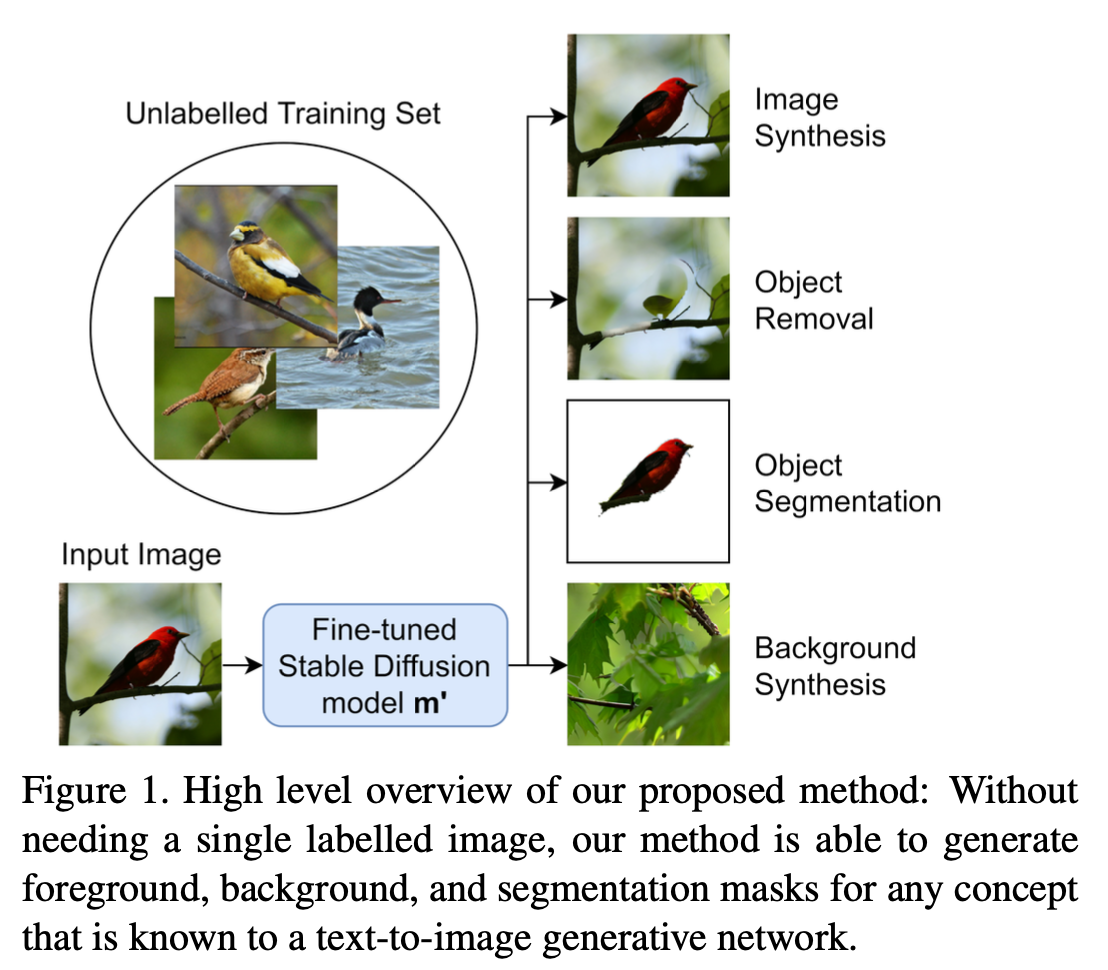 Unlabelled Training Set
Input Image
Fine-tuned
Stable Diffusion
model m'
Image
Synthesis
Object
Removal
Object
Segmentation
Background
Synthesis
Figure 1. High level overview of our proposed method: Without
needing a single labelled image, our method is able to generate
foreground, background, and segmentation masks for any concept
that is known to a text-to-image generative network.